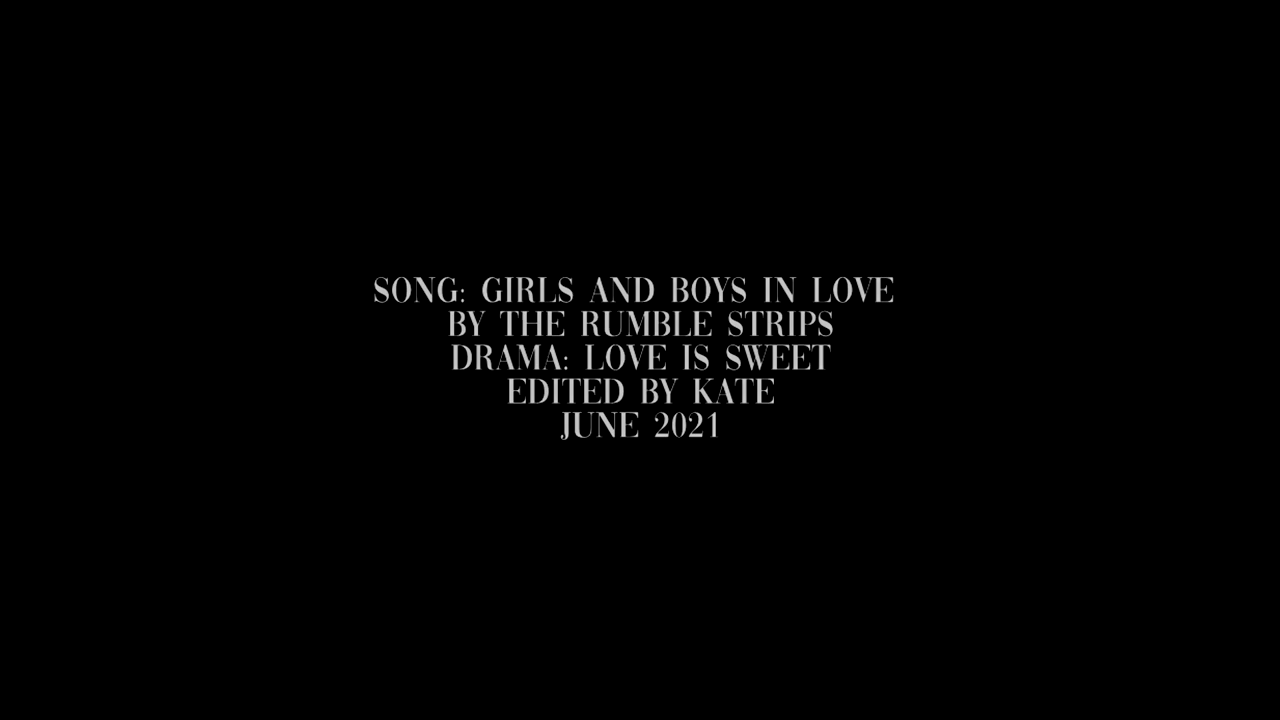 SONG: GIRLS AND BOYS IN LOVE
BY THE RUMBLE STRIPS
DRAMA: LOVE IS SWEET
EDITED BY KATE
JUNE 2021